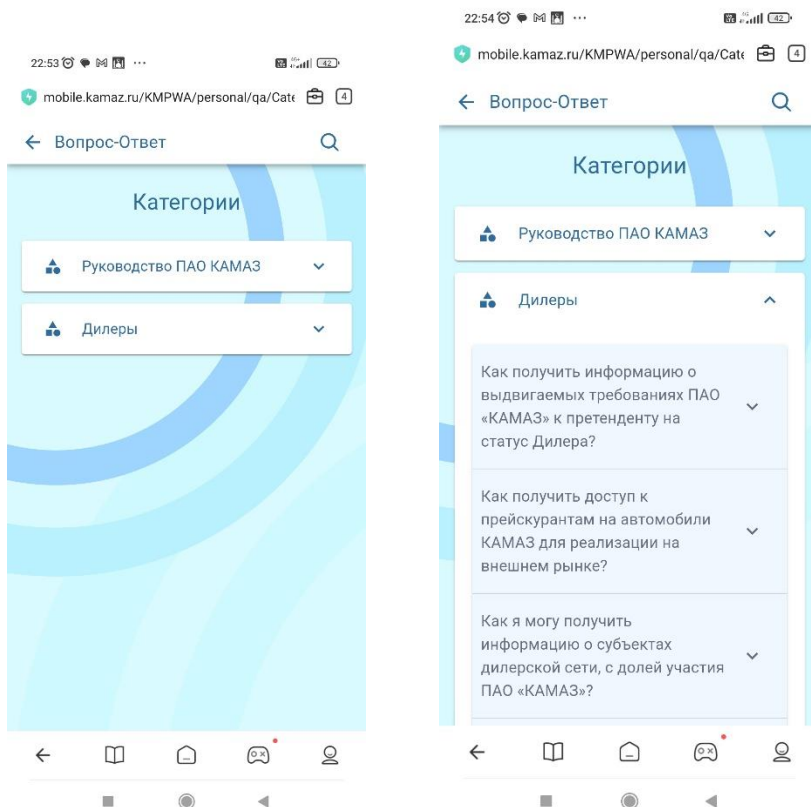 22:53
42
mobile.kamaz.ru/KMPWA/personal/qa/Cate
4
Вопрос-Ответ
Категории
Руководство ПАО КАМАЗ
Дилеры
22:54
42
mobile.kamaz.ru/KMPWA/personal/qa/Cate
4
Вопрос-Ответ
Категории
Руководство ПАО КАМАЗ
Дилеры
Как получить информацию о
выдвигаемых требованиях ПАО
«КАМАЗ» к претенденту на
статус Дилера?
Как получить доступ к
прейскурантам на автомобили
КАМАЗ для реализации на
внешнем рынке?
Как я могу получить
информацию о субъектах
дилерской сети, с долей участия
ПАО «КАМАЗ»?